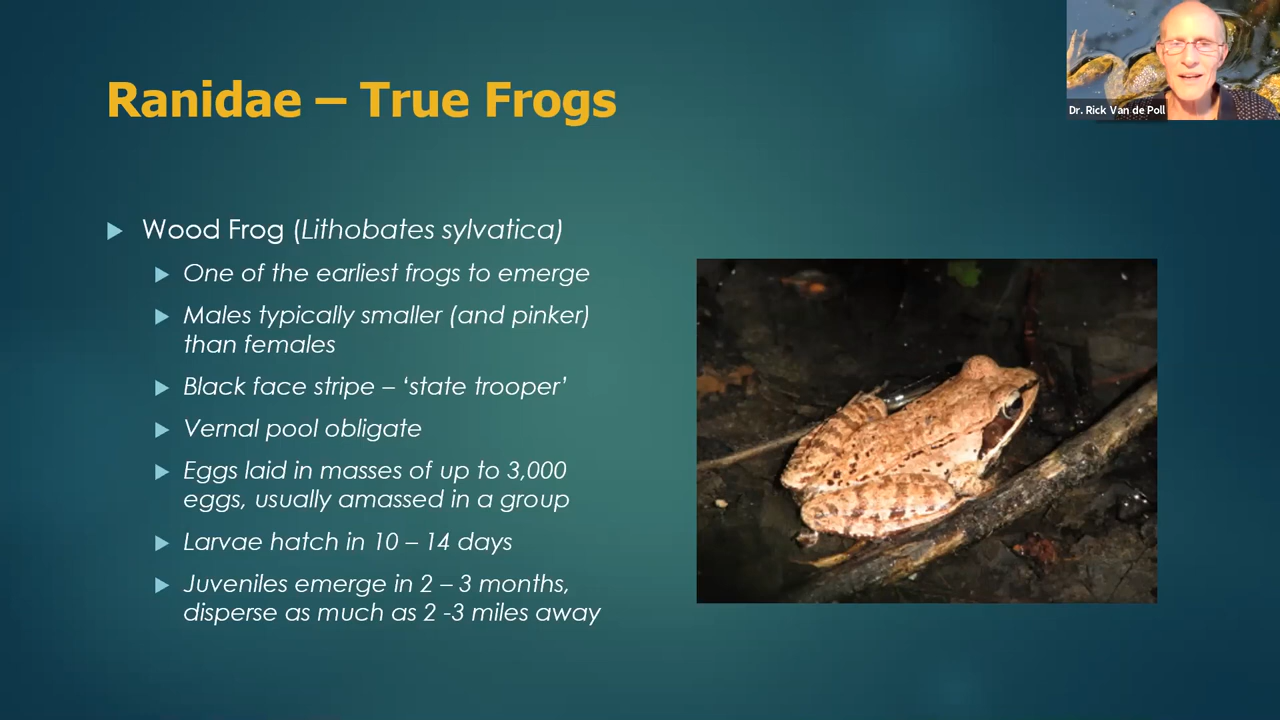 Ranidae – True Frogs
Dr. Rick Van de Poll
Wood Frog (Lithobates sylvatica)
One of the earliest frogs to emerge
Males typically smaller (and pinker)
than females
Black face stripe – ‘state trooper’
Vernal pool obligate
Eggs laid in masses of up to 3,000
eggs, usually amassed in a group
Larvae hatch in 10 – 14 days
Juveniles emerge in 2 – 3 months,
disperse as much as 2 -3 miles away